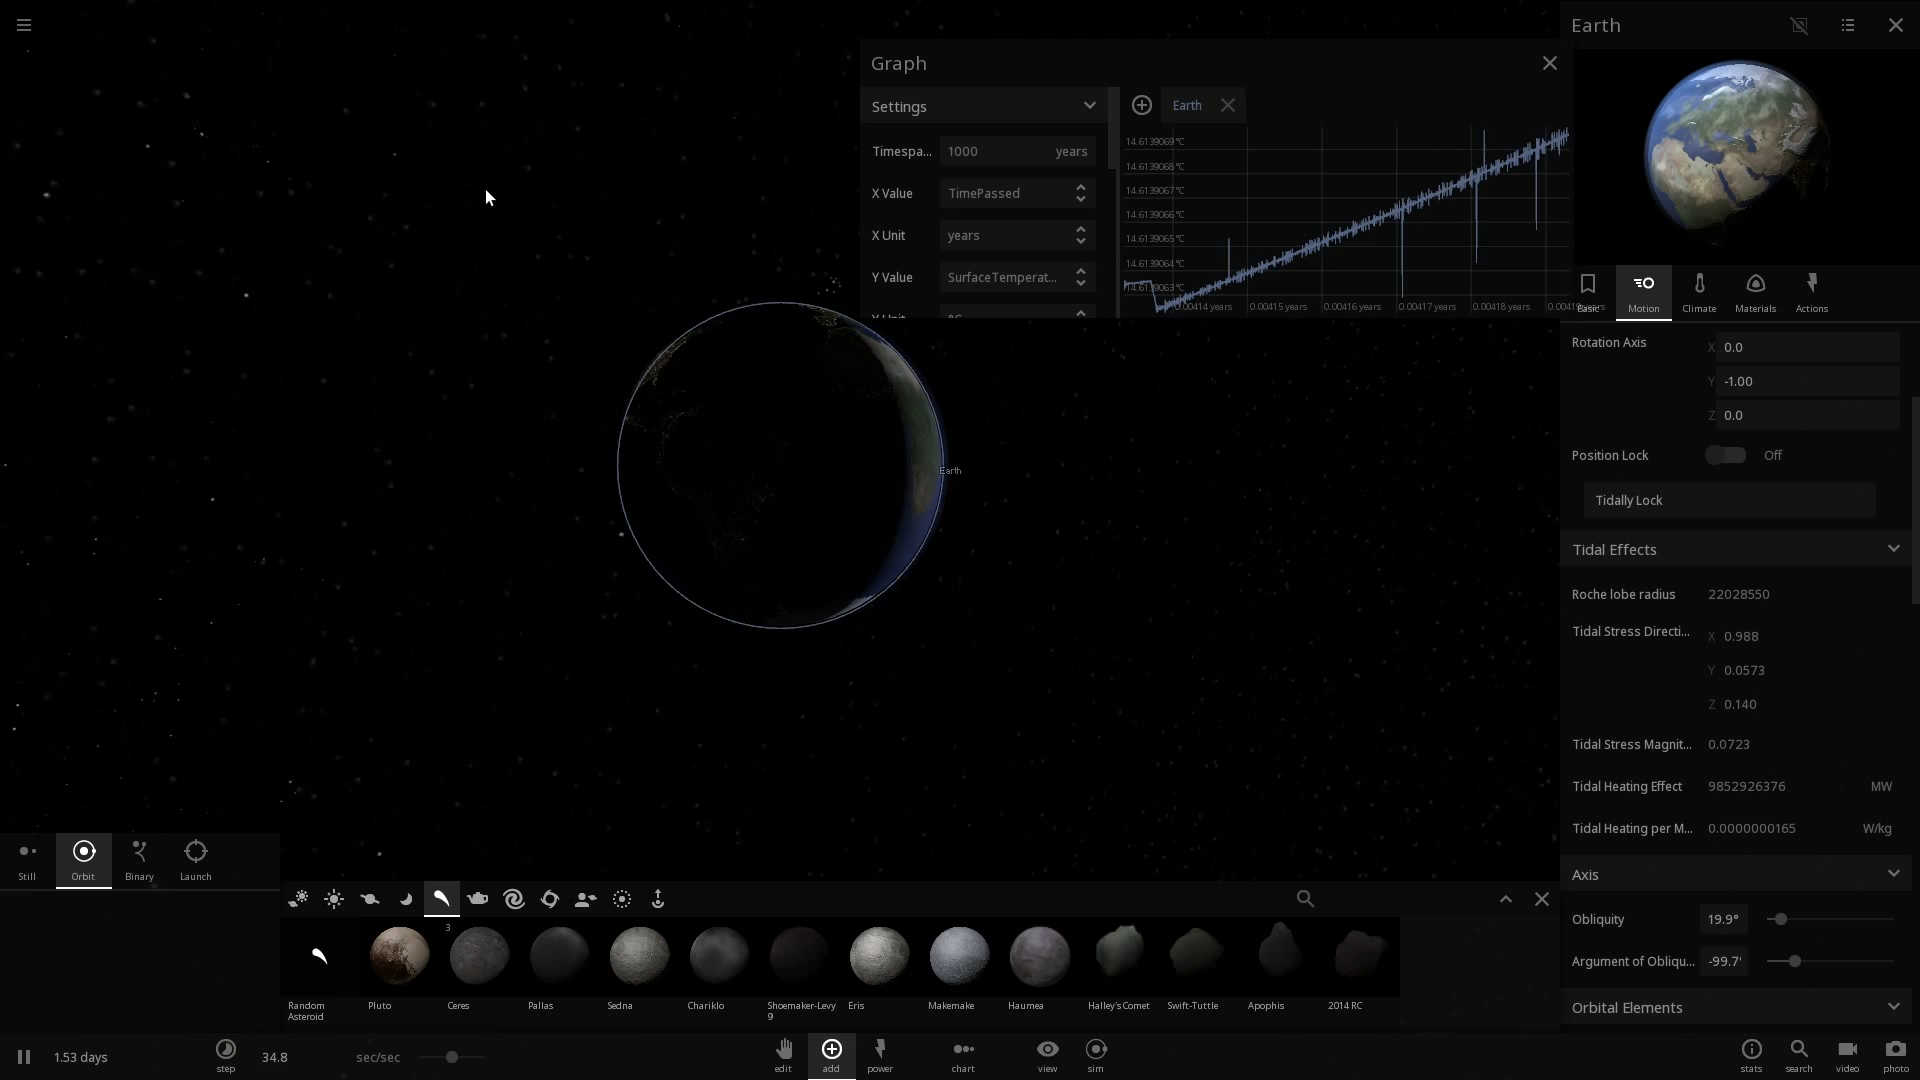 Earth
Graph
Settings
Earth
Timespa... 1000 years
X Value TimePassed
X Unit years
Y Value SurfaceTemperat...
Y Unit °C
14.6139069°C
14.6139068°C
14.6139067°C
14.6139066°C
14.6139065°C
14.6139064°C
14.6139063°C
0.00414 years 0.00415 years 0.00416 years 0.00417 years 0.00418 years 0.00419 years
Basic Motion Climate Materials Actions
Rotation Axis X 0.0
Y -1.00
Z 0.0
Position Lock Off
Tidally Lock
Tidal Effects
Roche lobe radius 22028550
Tidal Stress Directi... X 0.988
Y 0.0573
Z 0.140
Tidal Stress Magnit... 0.0723
Tidal Heating Effect 9852926376 MW
Tidal Heating per M... 0.0000000165 W/kg
Axis
Obliquity 19.9°
Argument of Obliqu... -99.7°
Orbital Elements
Earth
Still Orbit Binary Launch
3
Random Asteroid
Pluto
Ceres
Pallas
Sedna
Chariklo
Shoemaker-Levy 9
Eris
Makemake
Haumea
Halley's Comet
Swift-Tuttle
Apophis
2014 RC
1.53 days
step
34.8 sec/sec
edit add power chart view sim
stats search video photo